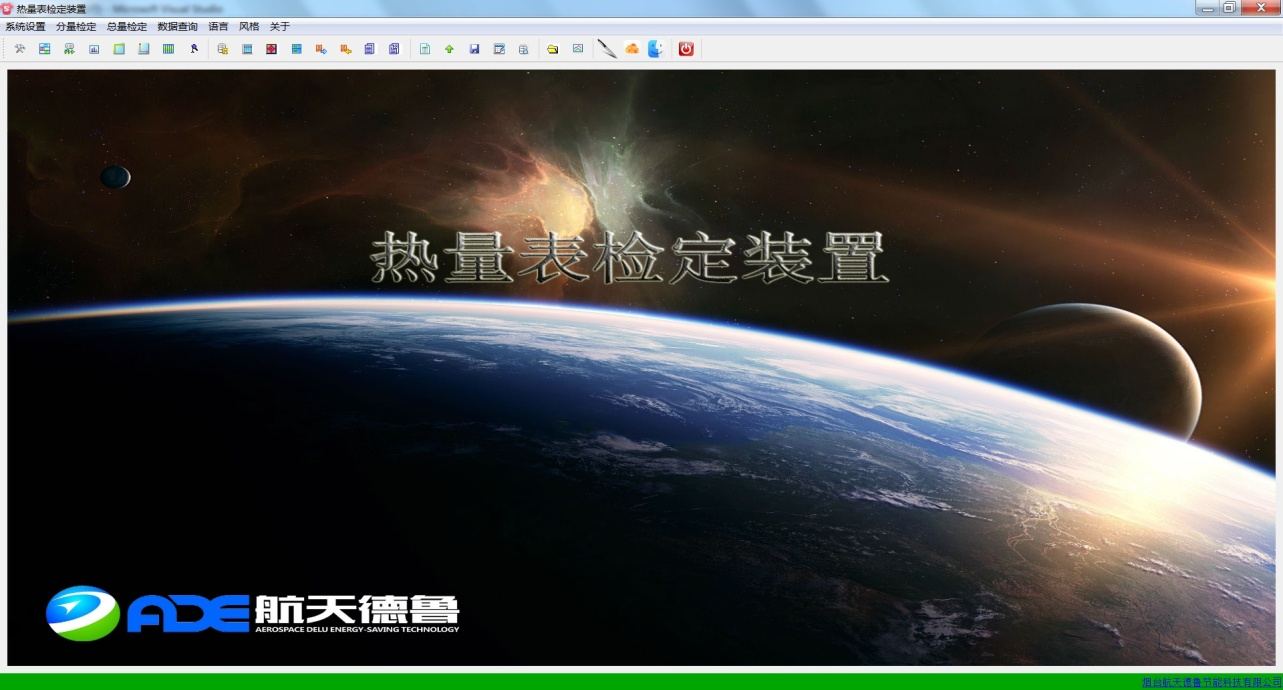 热量表检定装置
Microsoft Visual Studio
系统设置 分量检定 总量检定 数据查询 语言 风格 关于
热量表检定装置
ADE 航天德鲁
AEROSPACE DELU ENERGY-SAVING TECHNOLOGY
烟台航天德鲁节能科技有限公司